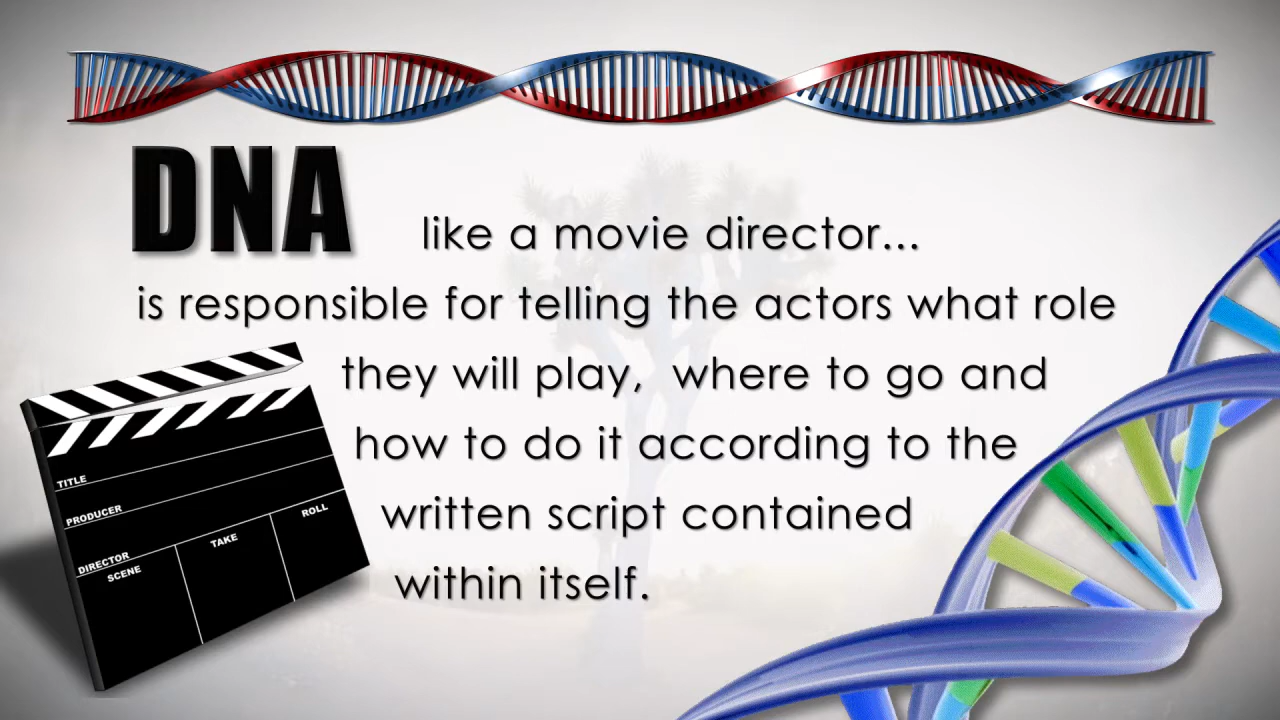 DNA like a movie director...
is responsible for telling the actors what role
they will play, where to go and
how to do it according to the
written script contained
within itself.
TITLE
PRODUCER
DIRECTOR
SCENE
TAKE
ROLL